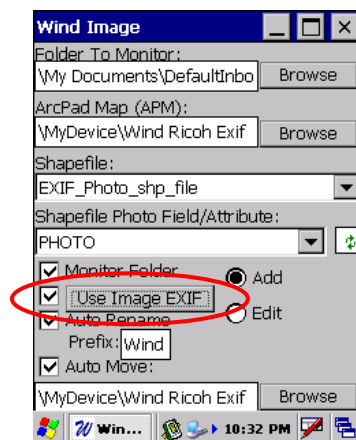 Wind Image
Folder To Monitor:
\My Documents\DefaultInbo Browse
ArcPad Map (APM):
\MyDevice\Wind Ricoh Exif Browse
Shapefile:
EXIF_Photo_shp_file
Shapefile Photo Field/Attribute:
PHOTO
Monitor Folder
Add
Use Image EXIF
Auto Rename
Edit
Prefix: Wind
Auto Move:
\MyDevice\Wind Ricoh Exif Browse
Win... 10:32 PM